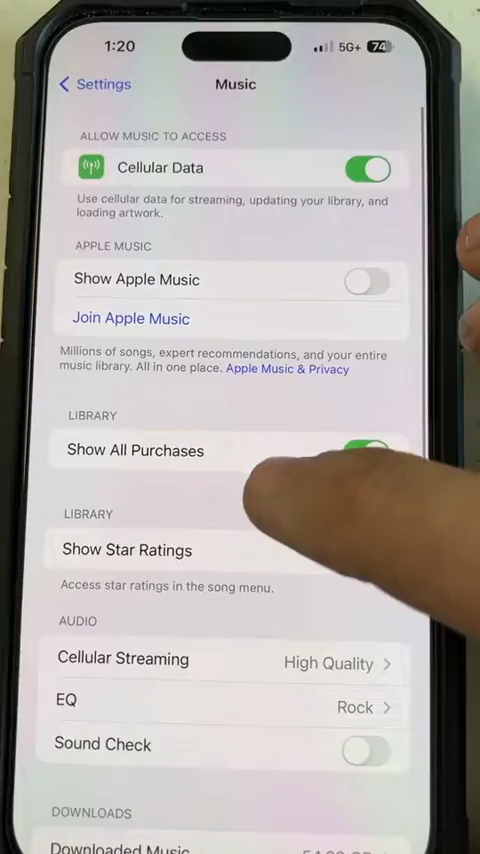 1:20
5G+ 74
Settings
Music
ALLOW MUSIC TO ACCESS
Cellular Data
Use cellular data for streaming, updating your library, and
loading artwork.
APPLE MUSIC
Show Apple Music
Join Apple Music
Millions of songs, expert recommendations, and your entire
music library. All in one place. Apple Music & Privacy
LIBRARY
Show All Purchases
LIBRARY
Show Star Ratings
Access star ratings in the song menu.
AUDIO
Cellular Streaming High Quality
EQ Rock
Sound Check
DOWNLOADS
Downloaded Music